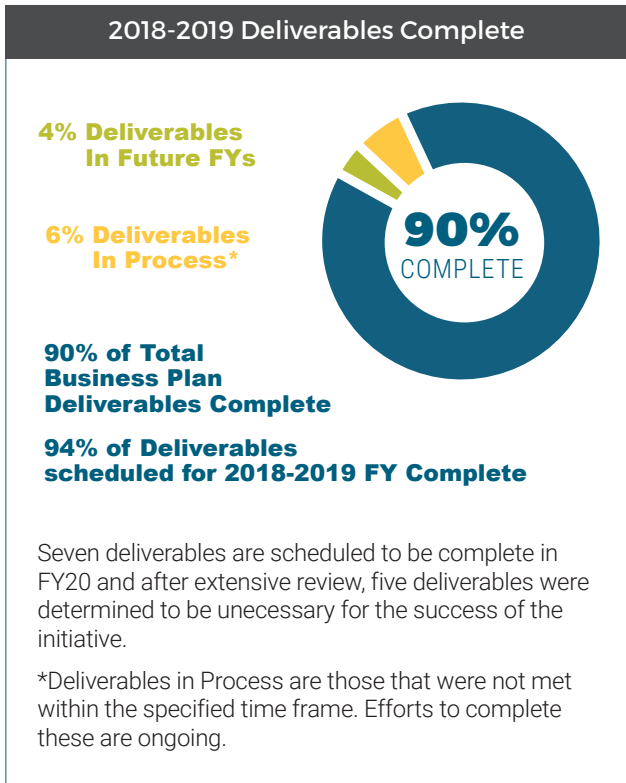 2018-2019 Deliverables Complete
4% Deliverables
In Future FYs
6% Deliverables
In Process*
90%
COMPLETE
90% of Total
Business Plan
Deliverables Complete
94% of Deliverables
scheduled for 2018-2019 FY Complete
Seven deliverables are scheduled to be complete in
FY20 and after extensive review, five deliverables were
determined to be unecessary for the success of the
initiative.
*Deliverables in Process are those that were not met
within the specified time frame. Efforts to complete
these are ongoing.